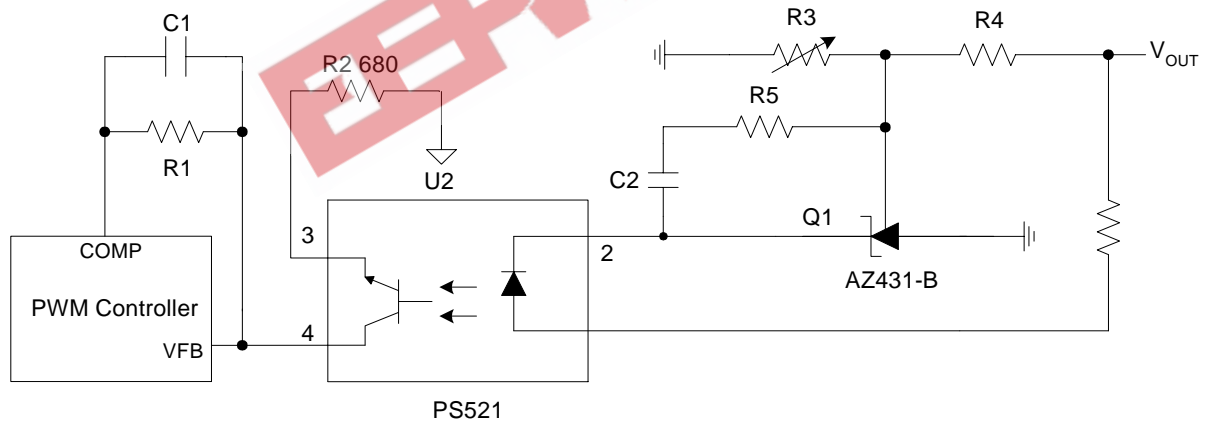 C1
R3
R4
V_OUT
R2 680
R5
R1
U2
C2
Q1
3
2
COMP
AZ431-B
PWM Controller
4
VFB
PS521